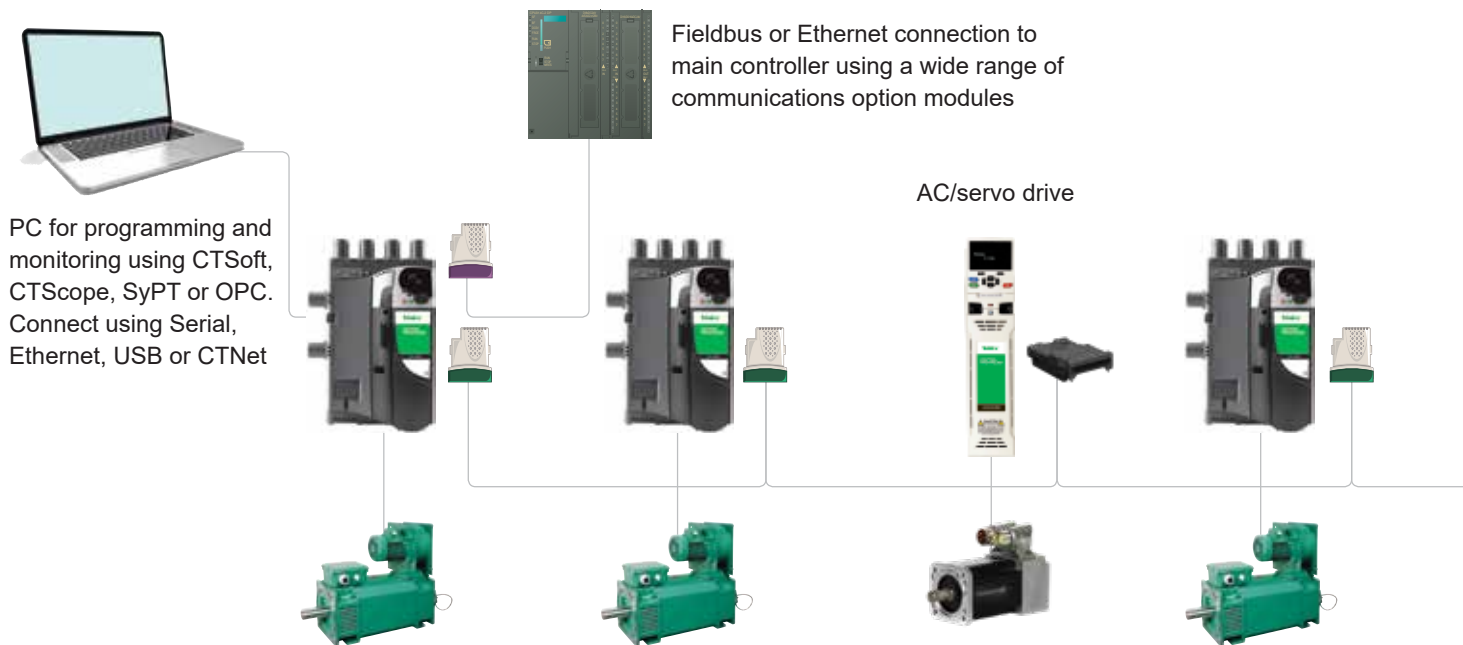 Fieldbus or Ethernet connection to
main controller using a wide range of
communications option modules
AC/servo drive
PC for programming and
monitoring using CTSoft,
CTScope, SyPT or OPC.
Connect using Serial,
Ethernet, USB or CTNet